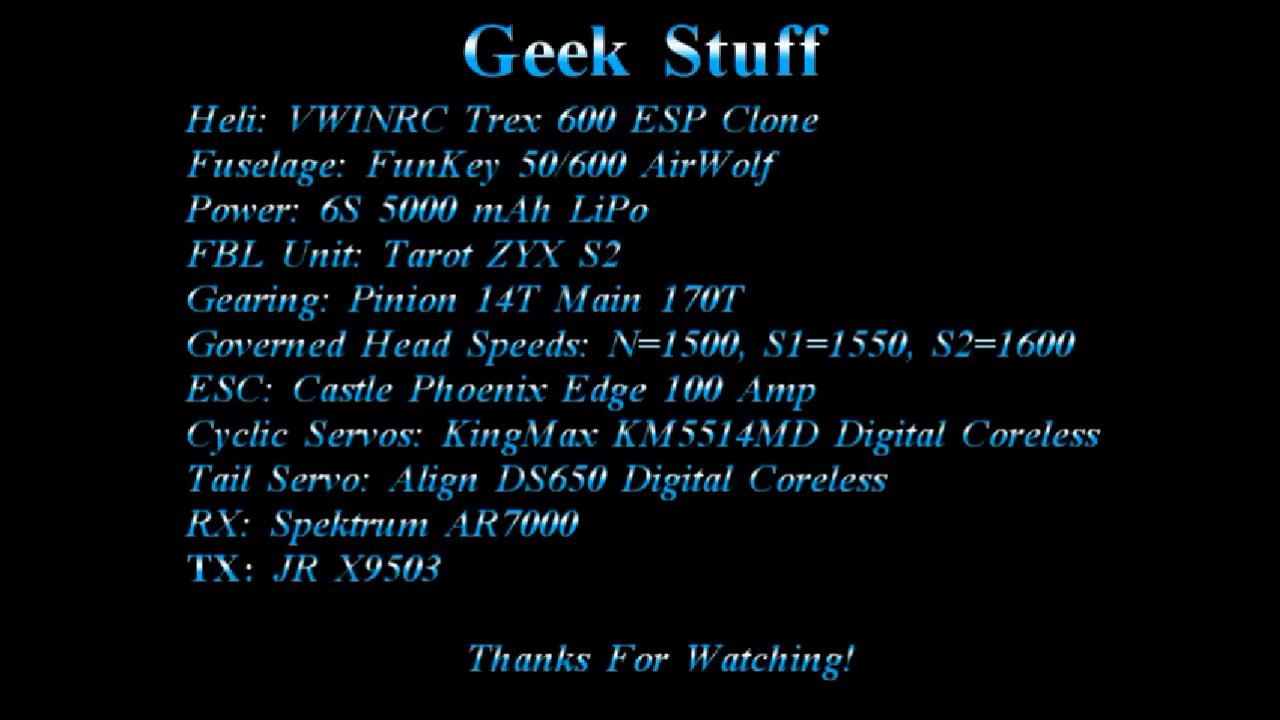 Geek Stuff
Heli: VWINRC Trex 600 ESP Clone
Fuselage: FunKey 50/600 AirWolf
Power: 6S 5000 mAh LiPo
FBL Unit: Tarot ZYX S2
Gearing: Pinion 14T Main 170T
Governed Head Speeds: N=1500, S1=1550, S2=1600
ESC: Castle Phoenix Edge 100 Amp
Cyclic Servos: KingMax KM5514MD Digital Coreless
Tail Servo: Align DS650 Digital Coreless
RX: Spektrum AR7000
TX: JR X9503
Thanks For Watching!